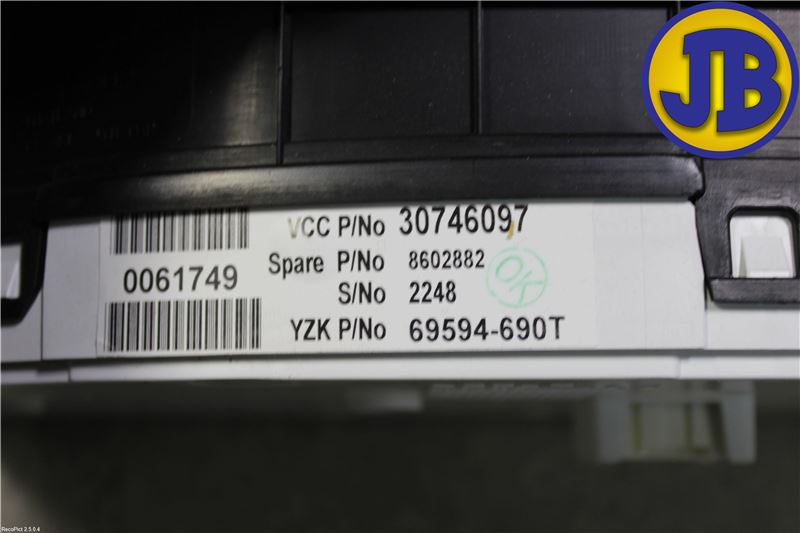 JB
VCC P/No 30746097
0061749
Spare P/No 8602882
OK
S/No 2248
YZK P/No 69594-690T
RecoPict 2.5.0.4